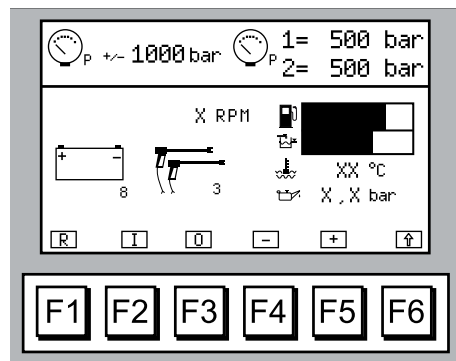 P +/- 1000 bar P 1= 500 bar
2= 500 bar
X RPM
+ -
8
3
XX °C
X,X bar
R I O - + ⇧
F1 F2 F3 F4 F5 F6